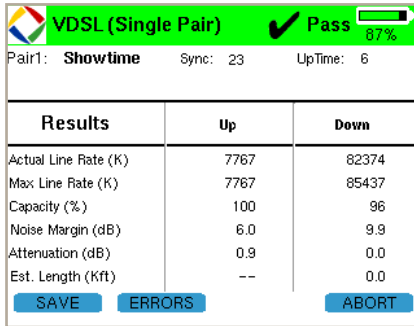 VDSL (Single Pair) Pass 87%
Pair1: Showtime Sync: 23 UpTime: 6
Results Up Down
Actual Line Rate (K) 7767 82374
Max Line Rate (K) 7767 85437
Capacity (%) 100 96
Noise Margin (dB) 6.0 9.9
Attenuation (dB) 0.9 0.0
Est. Length (Kft) -- 0.0
SAVE ERRORS ABORT